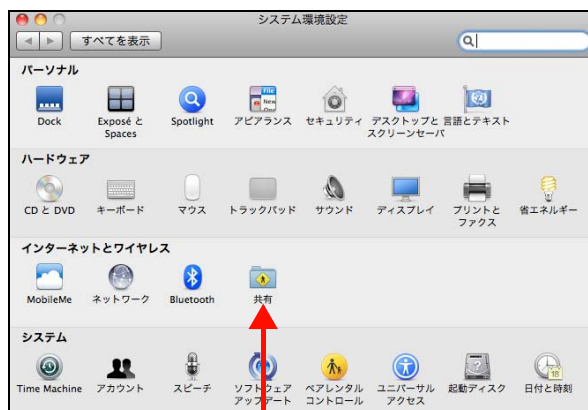 システム環境設定
すべてを表示
パーソナル
Dock
Exposé と
Spaces
Spotlight
アピアランス
セキュリティ
デスクトップと
スクリーンセーバ
言語とテキスト
ハードウェア
CD と DVD
キーボード
マウス
トラックパッド
サウンド
ディスプレイ
プリントと
ファクス
省エネルギー
インターネットとワイヤレス
MobileMe
ネットワーク
Bluetooth
共有
システム
Time Machine
アカウント
スピーチ
ソフトウェア
アップデート
ペアレンタル
コントロール
ユニバーサル
アクセス
起動ディスク
日付と時刻